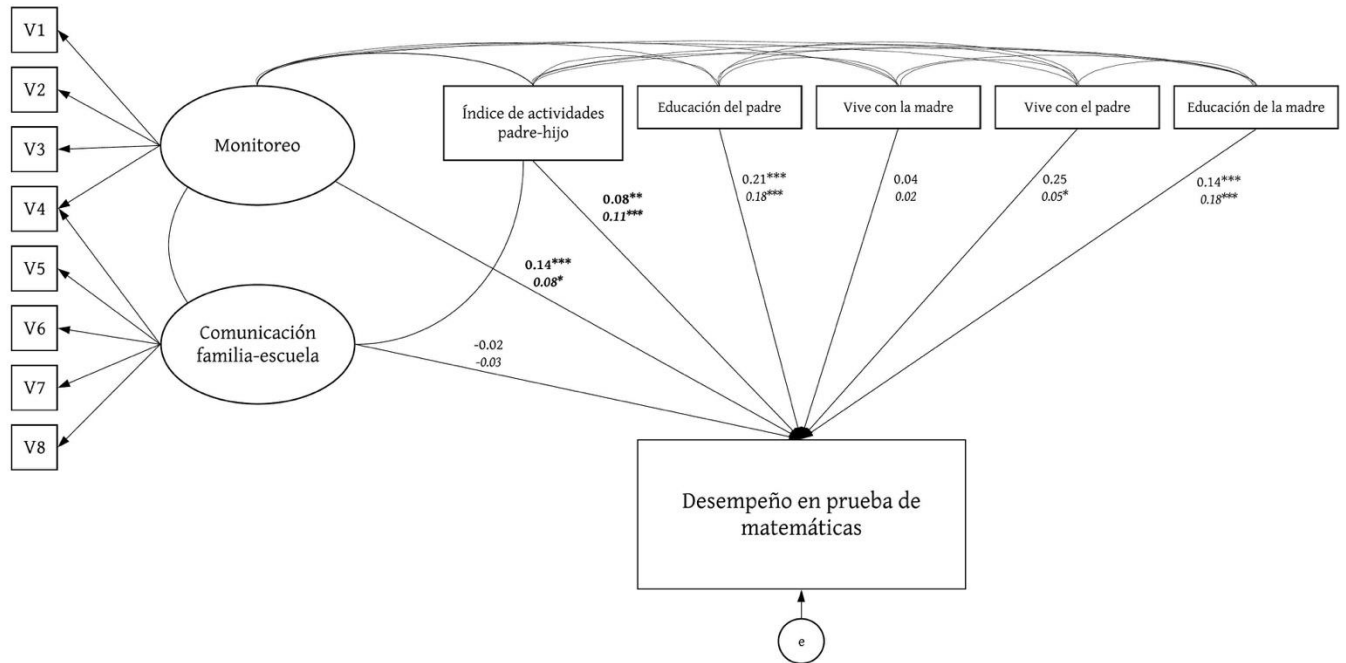 V1
V2
V3
V4
V5
V6
V7
V8
Monitoreo
Comunicación
familia-escuela
Índice de actividades
padre-hijo
Educación del padre
Vive con la madre
Vive con el padre
Educación de la madre
0.14***
0.08*
-0.02
-0.03
0.08**
0.11***
0.21***
0.18***
0.04
0.02
0.25
0.05*
0.14***
0.18***
Desempeño en prueba de
matemáticas
e